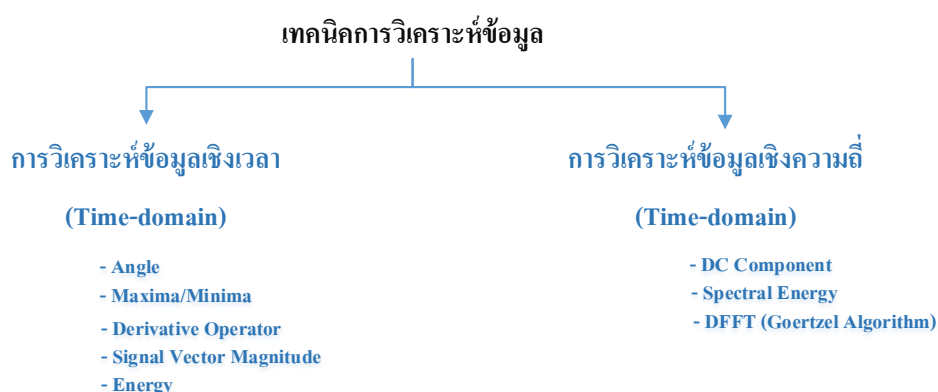 เทคนิคการวิเคราะห์ข้อมูล
การวิเคราะห์ข้อมูลเชิงเวลา
(Time-domain)
- Angle
- Maxima/Minima
- Derivative Operator
- Signal Vector Magnitude
- Energy
การวิเคราะห์ข้อมูลเชิงความถี่
(Time-domain)
- DC Component
- Spectral Energy
- DFFT (Goertzel Algorithm)